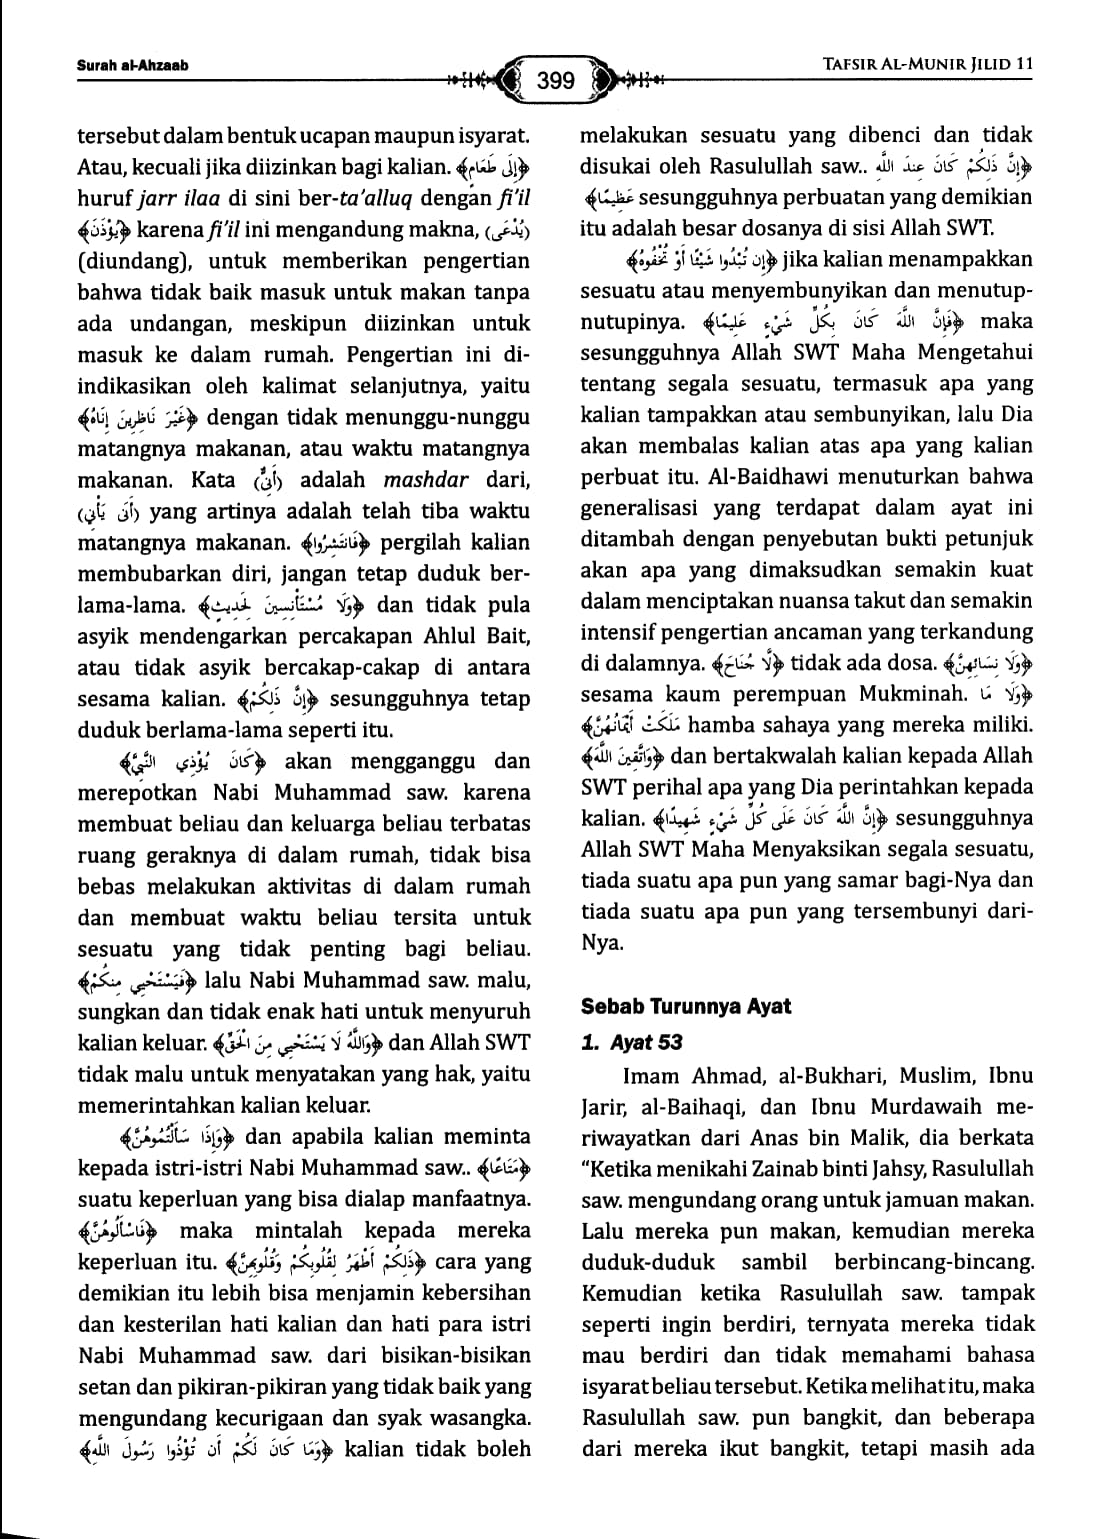 Surah al-Ahzaab
399
TAFSIR AL-MUNIR JILID 11
tersebut dalam bentuk ucapan maupun isyarat.
Atau, kecuali jika diizinkan bagi kalian. ﴿إِلَى طَعَامٍ﴾
huruf jarr ilaa di sini ber-ta’alluq dengan fi’il
﴿يُؤْذَنَ﴾ karena fi’il ini mengandung makna, (يُدْعَى)
(diundang), untuk memberikan pengertian
bahwa tidak baik masuk untuk makan tanpa
ada undangan, meskipun diizinkan untuk
masuk ke dalam rumah. Pengertian ini di-
indikasikan oleh kalimat selanjutnya, yaitu
﴿غَيْرَ نَاظِرِينَ إِنَاهُ﴾ dengan tidak menunggu-nunggu
matangnya makanan, atau waktu matangnya
makanan. Kata (أَنًى) adalah mashdar dari,
(أَنَى يَأْنِي) yang artinya adalah telah tiba waktu
matangnya makanan. ﴿فَانتَشِرُوا﴾ pergilah kalian
membubarkan diri, jangan tetap duduk ber-
lama-lama. ﴿وَلَا مُسْتَأْنِسِينَ لِحَدِيثٍ﴾ dan tidak pula
asyik mendengarkan percakapan Ahlul Bait,
atau tidak asyik bercakap-cakap di antara
sesama kalian. ﴿إِنَّ ذَلِكُمْ﴾ sesungguhnya tetap
duduk berlama-lama seperti itu.
﴿كَانَ يُؤْذِي النَّبِيَّ﴾ akan mengganggu dan
merepotkan Nabi Muhammad saw. karena
membuat beliau dan keluarga beliau terbatas
ruang geraknya di dalam rumah, tidak bisa
bebas melakukan aktivitas di dalam rumah
dan membuat waktu beliau tersita untuk
sesuatu yang tidak penting bagi beliau.
﴿فَيَسْتَحْيِي مِنكُمْ﴾ lalu Nabi Muhammad saw. malu,
sungkan dan tidak enak hati untuk menyuruh
kalian keluar. ﴿وَاللَّهُ لَا يَسْتَحْيِي مِنَ الْحَقِّ﴾ dan Allah SWT
tidak malu untuk menyatakan yang hak, yaitu
memerintahkan kalian keluar.
﴿وَإِذَا سَأَلْتُمُوهُنَّ﴾ dan apabila kalian meminta
kepada istri-istri Nabi Muhammad saw.. ﴿مَتَاعًا﴾
suatu keperluan yang bisa dialap manfaatnya.
﴿فَاسْأَلُوهُنَّ﴾ maka mintalah kepada mereka
keperluan itu. ﴿ذَلِكُمْ أَطْهَرُ لِقُلُوبِكُمْ وَقُلُوبِهِنَّ﴾ cara yang
demikian itu lebih bisa menjamin kebersihan
dan kesterilan hati kalian dan hati para istri
Nabi Muhammad saw. dari bisikan-bisikan
setan dan pikiran-pikiran yang tidak baik yang
mengundang kecurigaan dan syak wasangka.
﴿وَمَا كَانَ لَكُمْ أَن تُؤْذُوا رَسُولَ اللَّهِ﴾ kalian tidak boleh
melakukan sesuatu yang dibenci dan tidak
disukai oleh Rasulullah saw.. ﴿إِنَّ ذَلِكُمْ كَانَ عِندَ اللَّهِ
عَظِيمًا﴾ sesungguhnya perbuatan yang demikian
itu adalah besar dosanya di sisi Allah SWT.
﴿إِن تُبْدُوا شَيْئًا أَوْ تُخْفُوهُ﴾ jika kalian menampakkan
sesuatu atau menyembunyikan dan menutup-
nutupinya. ﴿فَإِنَّ اللَّهَ كَانَ بِكُلِّ شَيْءٍ عَلِيمًا﴾ maka
sesungguhnya Allah SWT Maha Mengetahui
tentang segala sesuatu, termasuk apa yang
kalian tampakkan atau sembunyikan, lalu Dia
akan membalas kalian atas apa yang kalian
perbuat itu. Al-Baidhawi menuturkan bahwa
generalisasi yang terdapat dalam ayat ini
ditambah dengan penyebutan bukti petunjuk
akan apa yang dimaksudkan semakin kuat
dalam menciptakan nuansa takut dan semakin
intensif pengertian ancaman yang terkandung
di dalamnya. ﴿لَّا جُنَاحَ﴾ tidak ada dosa. ﴿وَلَا نِسَائِهِنَّ﴾
sesama kaum perempuan Mukminah. ﴿وَلَا مَا
مَلَكَتْ أَيْمَانُهُنَّ﴾ hamba sahaya yang mereka miliki.
﴿وَاتَّقِينَ اللَّهَ﴾ dan bertakwalah kalian kepada Allah
SWT perihal apa yang Dia perintahkan kepada
kalian. ﴿إِنَّ اللَّهَ كَانَ عَلَى كُلِّ شَيْءٍ شَهِيدًا﴾ sesungguhnya
Allah SWT Maha Menyaksikan segala sesuatu,
tiada suatu apa pun yang samar bagi-Nya dan
tiada suatu apa pun yang tersembunyi dari-
Nya.
Sebab Turunnya Ayat
1. Ayat 53
Imam Ahmad, al-Bukhari, Muslim, Ibnu
Jarir, al-Baihaqi, dan Ibnu Murdawaih me-
riwayatkan dari Anas bin Malik, dia berkata
“Ketika menikahi Zainab binti Jahsy, Rasulullah
saw. mengundang orang untuk jamuan makan.
Lalu mereka pun makan, kemudian mereka
duduk-duduk sambil berbincang-bincang.
Kemudian ketika Rasulullah saw. tampak
seperti ingin berdiri, ternyata mereka tidak
mau berdiri dan tidak memahami bahasa
isyarat beliau tersebut. Ketika melihat itu, maka
Rasulullah saw. pun bangkit, dan beberapa
dari mereka ikut bangkit, tetapi masih ada